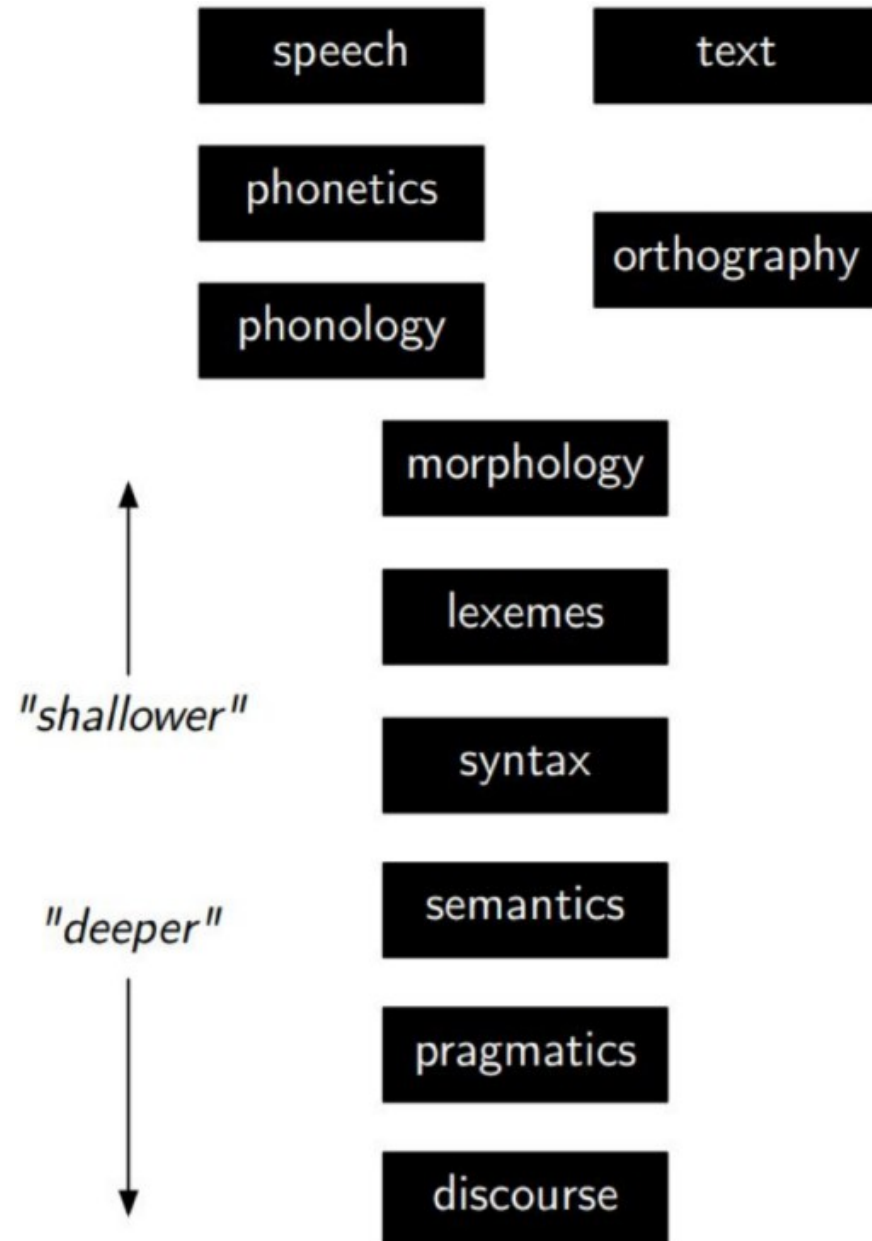 speech
text
phonetics
orthography
phonology
morphology
lexemes
"shallower"
syntax
semantics
"deeper"
pragmatics
discourse